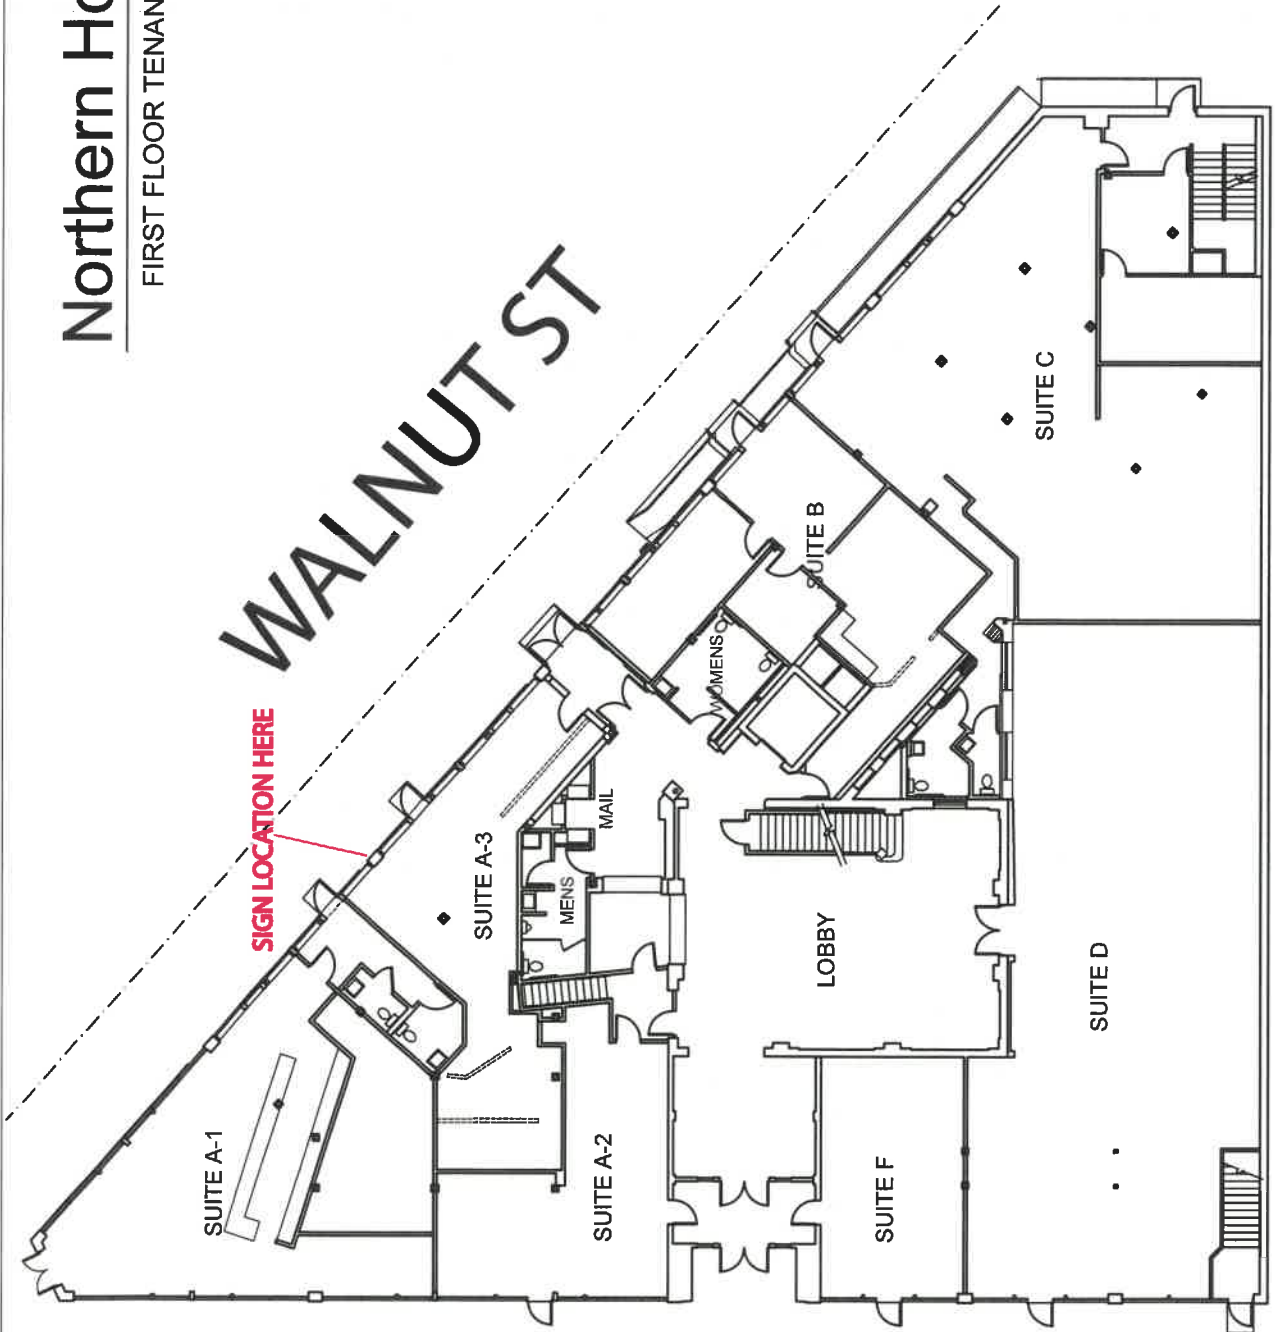 Northern Ho
FIRST FLOOR TENAN
WALNUT ST
SIGN LOCATION HERE
SUITE C
SUITE B
WOMENS
MAIL
SUITE A-3
MENS
LOBBY
SUITE D
SUITE A-1
SUITE A-2
SUITE F